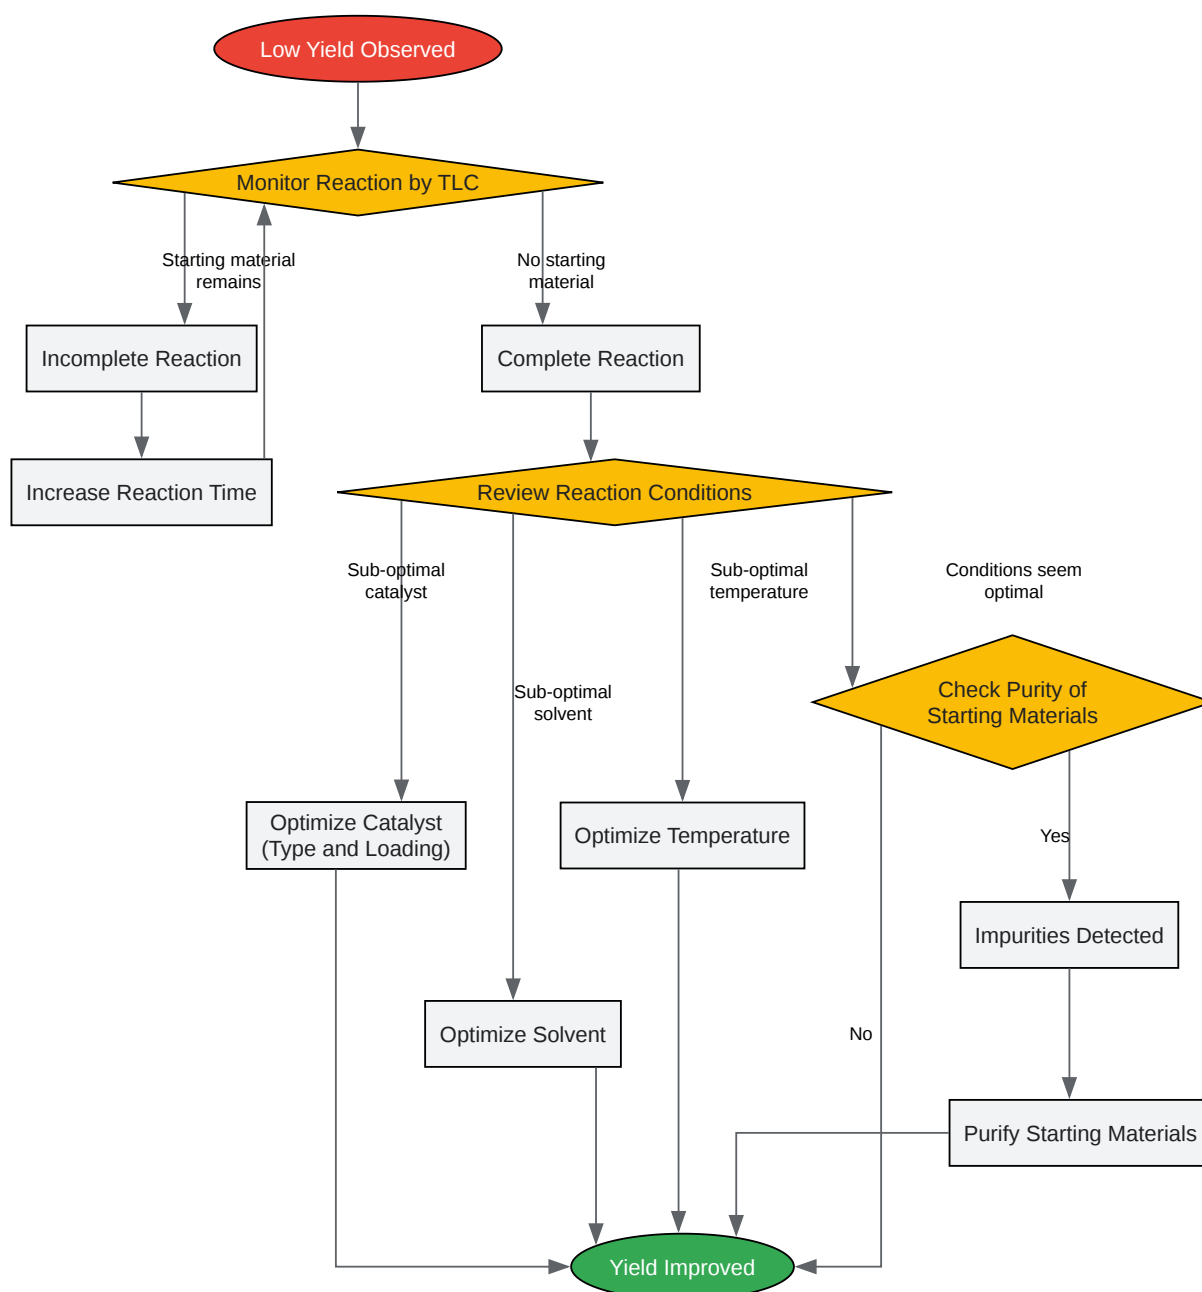 Low Yield Observed
Monitor Reaction by TLC
Starting material
remains
No starting
material
Incomplete Reaction
Complete Reaction
Increase Reaction Time
Review Reaction Conditions
Sub-optimal
catalyst
Sub-optimal
temperature
Conditions seem
optimal
Sub-optimal
solvent
Check Purity of
Starting Materials
Optimize Catalyst
(Type and Loading)
Optimize Temperature
Yes
Impurities Detected
Optimize Solvent
No
Purify Starting Materials
Yield Improved